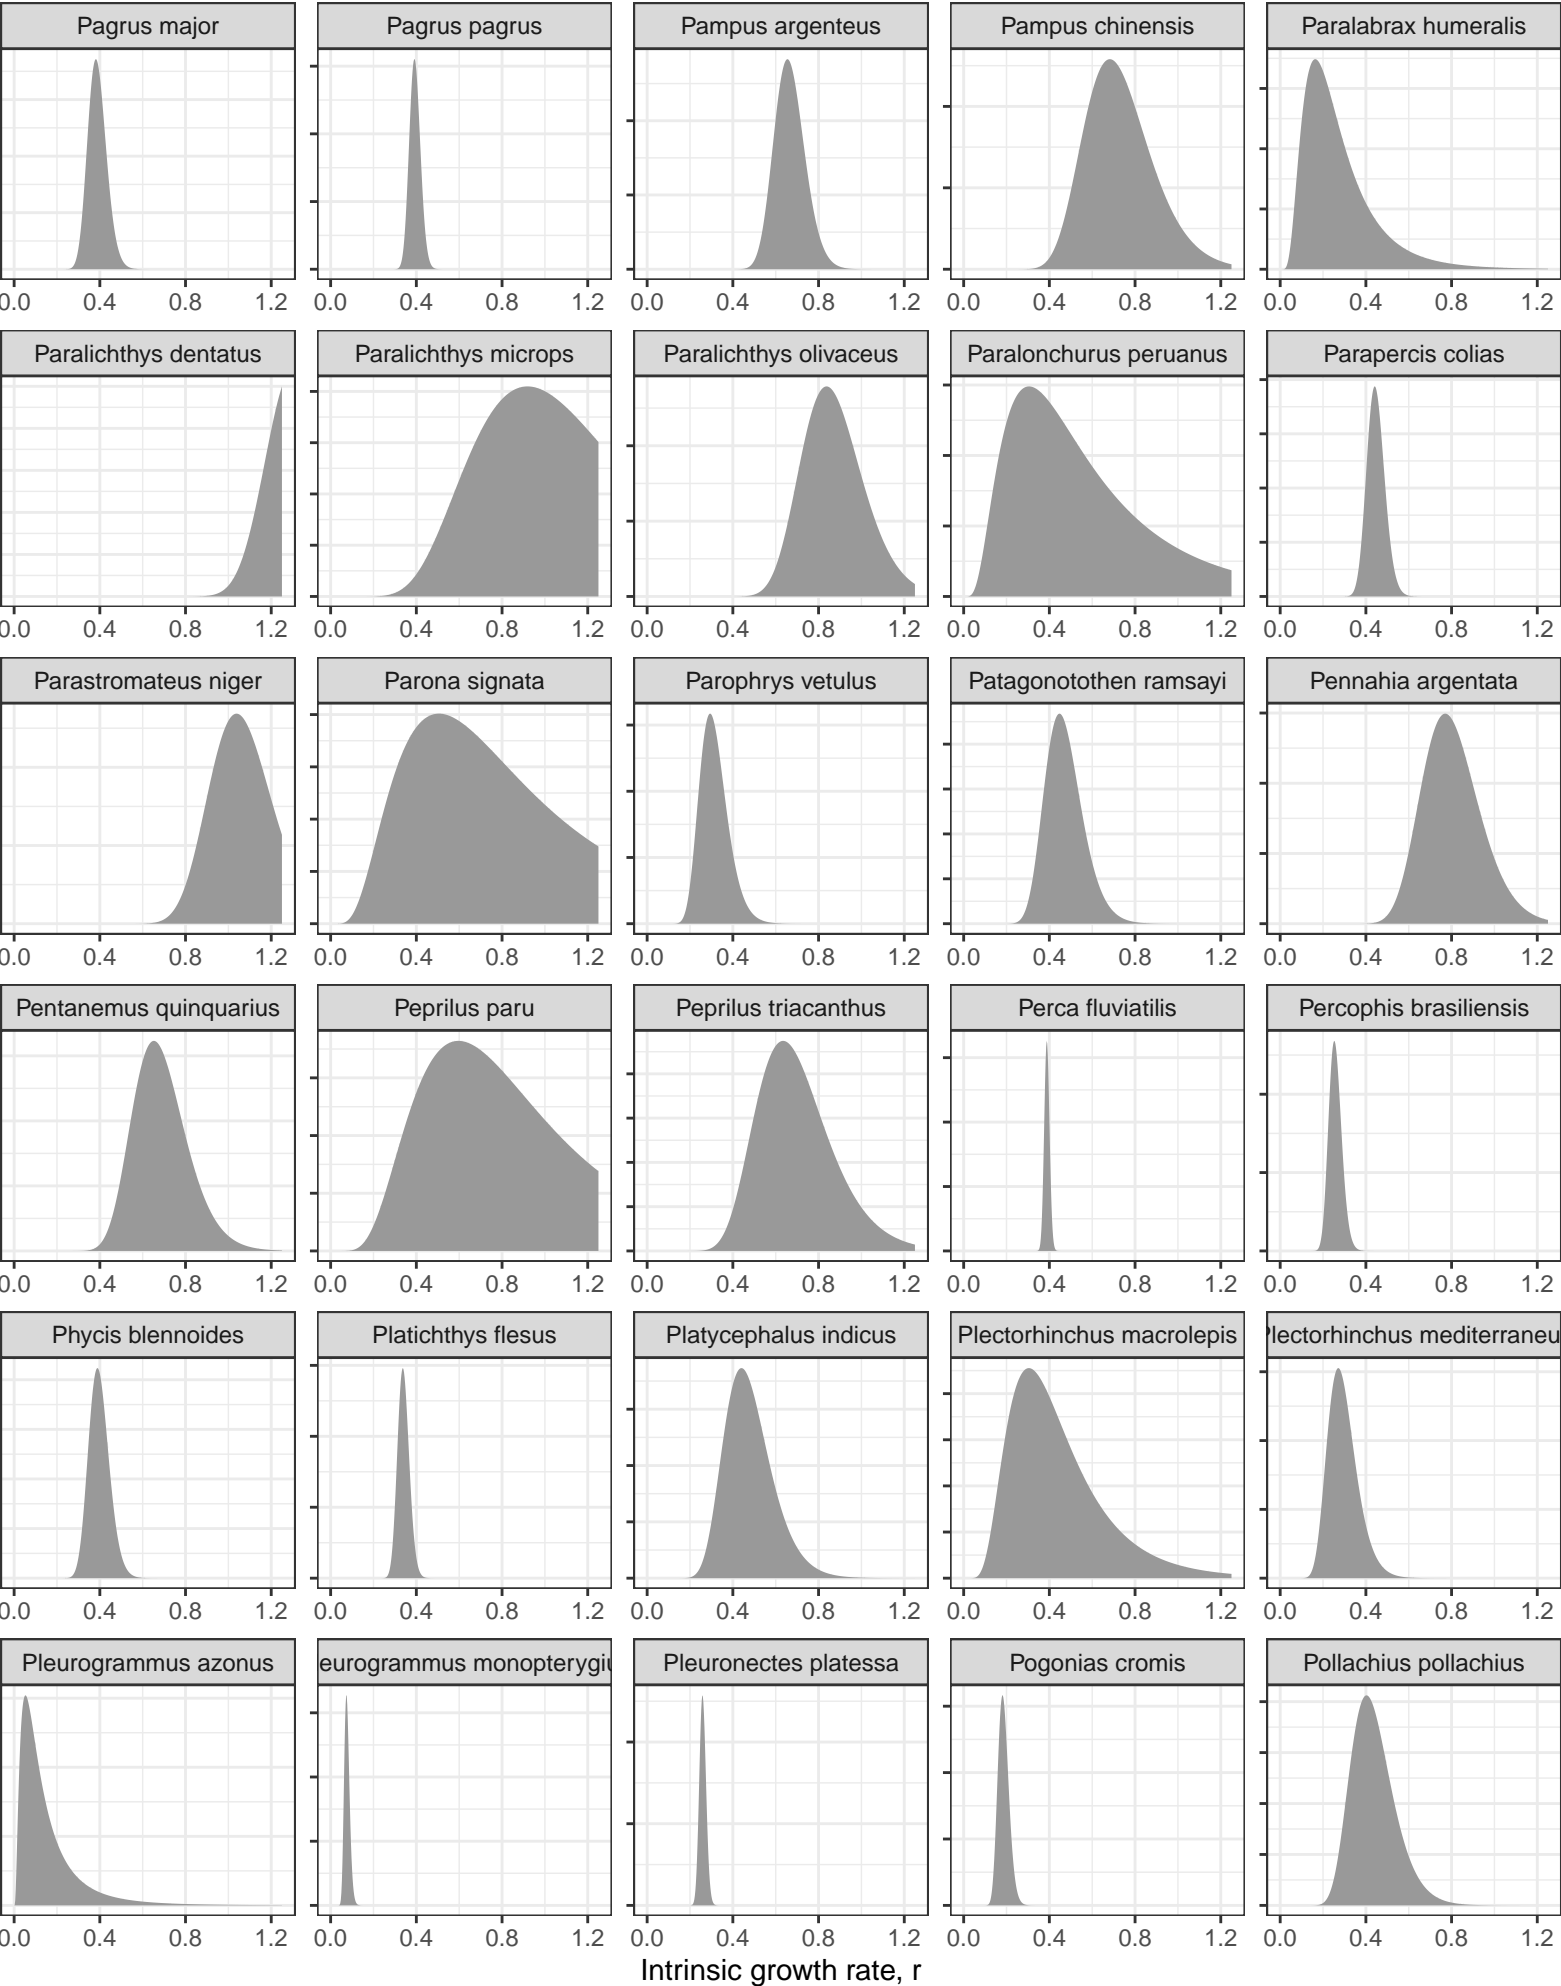 Pagrus major Pagrus pagrus Pampus argenteus Pampus chinensis Paralabrax humeralis
0.0 0.4 0.8 1.2 0.0 0.4 0.8 1.2 0.0 0.4 0.8 1.2 0.0 0.4 0.8 1.2 0.0 0.4 0.8 1.2
Paralichthys dentatus Paralichthys microps Paralichthys olivaceus Paralonchurus peruanus Parapercis colias
0.0 0.4 0.8 1.2 0.0 0.4 0.8 1.2 0.0 0.4 0.8 1.2 0.0 0.4 0.8 1.2 0.0 0.4 0.8 1.2
Parastromateus niger Parona signata Parophrys vetulus Patagonotothen ramsayi Pennahia argentata
0.0 0.4 0.8 1.2 0.0 0.4 0.8 1.2 0.0 0.4 0.8 1.2 0.0 0.4 0.8 1.2 0.0 0.4 0.8 1.2
Pentanemus quinquarius Peprilus paru Peprilus triacanthus Perca fluviatilis Percophis brasiliensis
0.0 0.4 0.8 1.2 0.0 0.4 0.8 1.2 0.0 0.4 0.8 1.2 0.0 0.4 0.8 1.2 0.0 0.4 0.8 1.2
Phycis blennoides Platichthys flesus Platycephalus indicus Plectorhinchus macrolepis Plectorhinchus mediterraneu
0.0 0.4 0.8 1.2 0.0 0.4 0.8 1.2 0.0 0.4 0.8 1.2 0.0 0.4 0.8 1.2 0.0 0.4 0.8 1.2
Pleurogrammus azonus eurogrammus monopterygiu Pleuronectes platessa Pogonias cromis Pollachius pollachius
0.0 0.4 0.8 1.2 0.0 0.4 0.8 1.2 0.0 0.4 0.8 1.2 0.0 0.4 0.8 1.2 0.0 0.4 0.8 1.2
Intrinsic growth rate, r